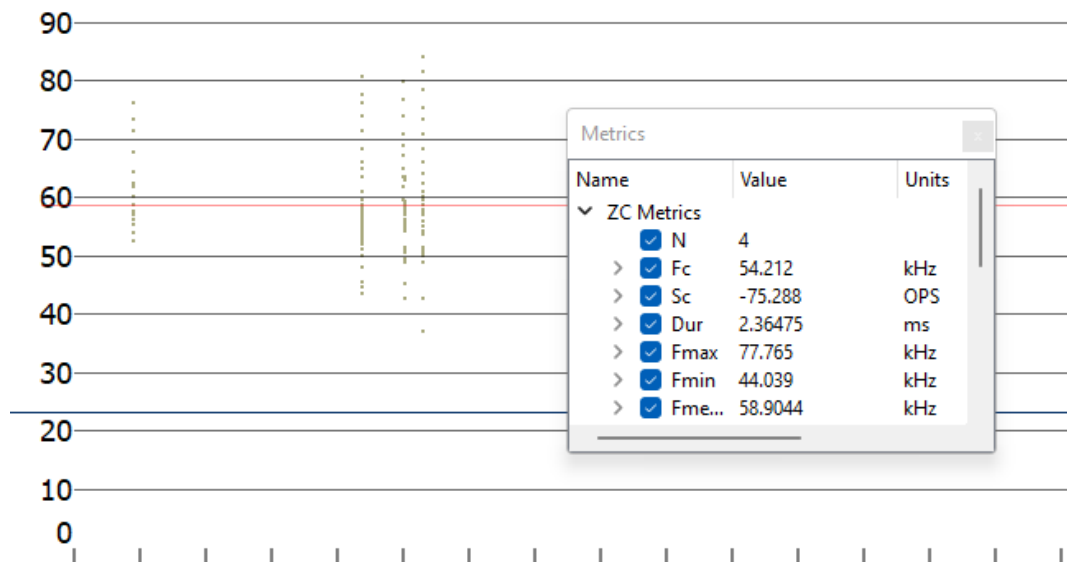 90
80
70
60
50
40
30
20
10
0
Metrics
x
Name Value Units
ZC Metrics
N 4
Fc 54.212 kHz
Sc -75.288 OPS
Dur 2.36475 ms
Fmax 77.765 kHz
Fmin 44.039 kHz
Fme... 58.9044 kHz